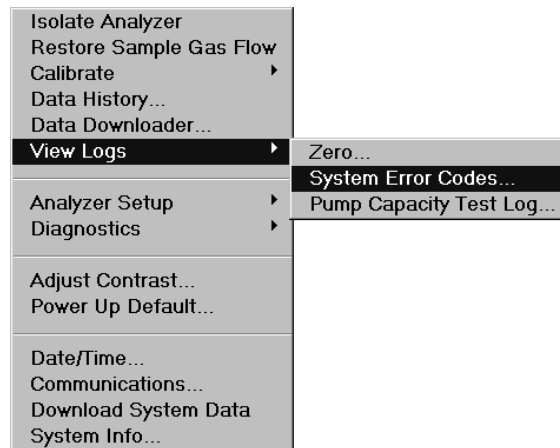 Isolate Analyzer
Restore Sample Gas Flow
Calibrate
Data History...
Data Downloader...
View Logs
Zero...
System Error Codes...
Pump Capacity Test Log...
Analyzer Setup
Diagnostics
Adjust Contrast...
Power Up Default...
Date/Time...
Communications...
Download System Data
System Info...